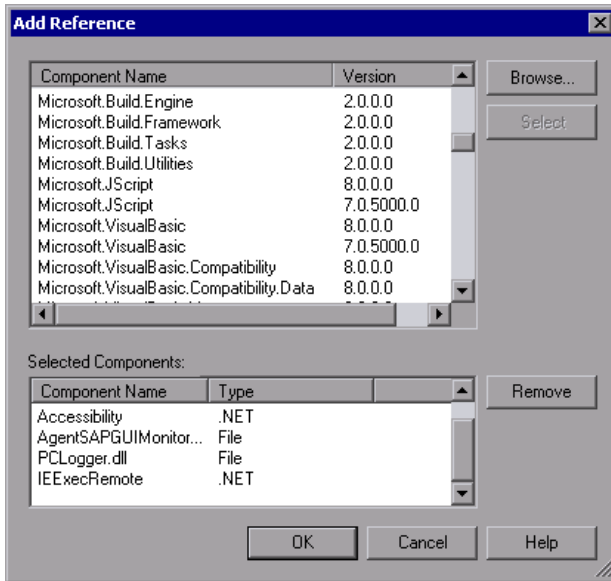 Add Reference
Component Name Version
Browse...
Microsoft.Build.Engine 2.0.0.0
Microsoft.Build.Framework 2.0.0.0
Select
Microsoft.Build.Tasks 2.0.0.0
Microsoft.Build.Utilities 2.0.0.0
Microsoft.JScript 8.0.0.0
Microsoft.JScript 7.0.5000.0
Microsoft.VisualBasic 8.0.0.0
Microsoft.VisualBasic 7.0.5000.0
Microsoft.VisualBasic.Compatibility 8.0.0.0
Microsoft.VisualBasic.Compatibility.Data 8.0.0.0
Selected Components:
Component Name Type
Remove
Accessibility .NET
AgentSAPGUIMonitor... File
PCLogger.dll File
IEExecRemote .NET
OK Cancel Help